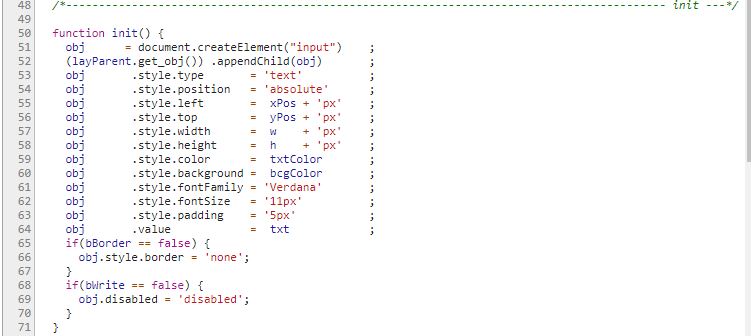 48 /*------------------------------------------------------------------------------------------- init ---*/
49
50 function init() {
51   obj      = document.createElement("input")    ;
52   (layParent.get_obj()) .appendChild(obj)       ;
53   obj       .style.type       = 'text'          ;
54   obj       .style.position   = 'absolute'      ;
55   obj       .style.left       =  xPos + 'px'    ;
56   obj       .style.top        =  yPos + 'px'    ;
57   obj       .style.width      =  w    + 'px'    ;
58   obj       .style.height     =  h    + 'px'    ;
59   obj       .style.color      =  txtColor       ;
60   obj       .style.background =  bcgColor       ;
61   obj       .style.fontFamily = 'Verdana'       ;
62   obj       .style.fontSize   = '11px'          ;
63   obj       .style.padding    = '5px'           ;
64   obj       .value            =  txt            ;
65   if(bBorder == false) {
66     obj.style.border = 'none';
67   }
68   if(bWrite == false) {
69     obj.disabled = 'disabled';
70   }
71 }